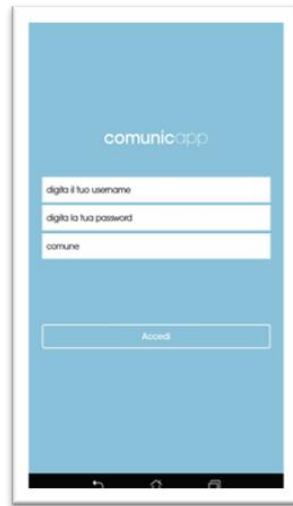 comunicapp
digita il tuo username
digita la tua password
comune
Accedi